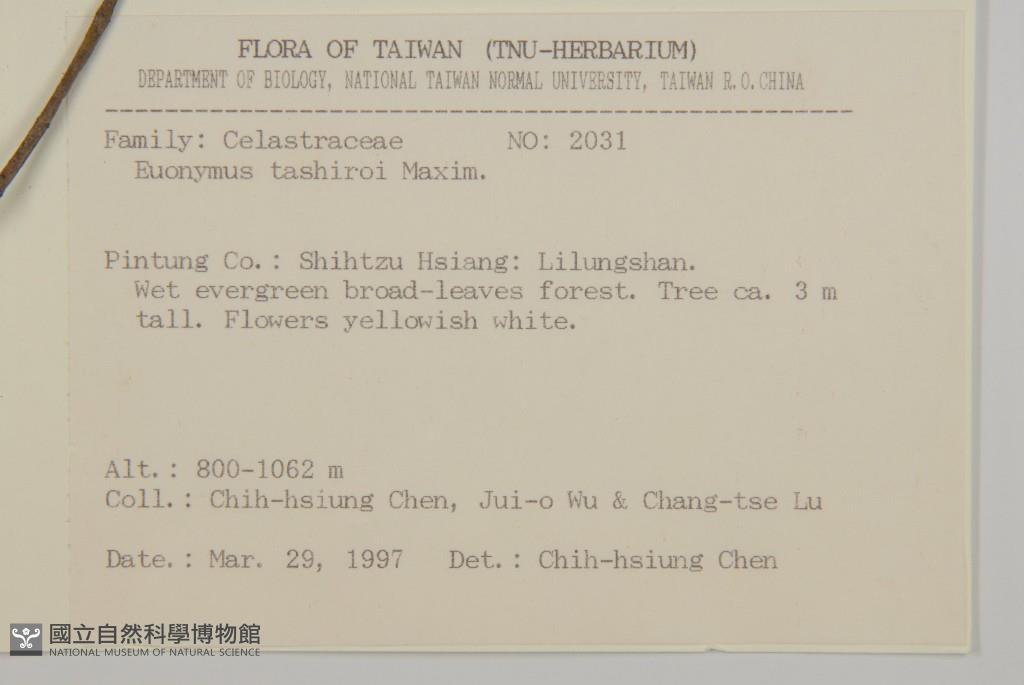 FLORA OF TAIWAN (TNU-HERBARIUM)
DEPARTMENT OF BIOLOGY, NATIONAL TAIWAN NORMAL UNIVERSITY, TAIWAN R.O.CHINA
Family: Celastraceae NO: 2031
Euonymus tashiroi Maxim.
Pintung Co.: Shihtzu Hsiang: Lilungshan.
Wet evergreen broad-leaves forest. Tree ca. 3 m
tall. Flowers yellowish white.
Alt.: 800-1062 m
Coll.: Chih-hsiung Chen, Jui-o Wu & Chang-tse Lu
Date.: Mar. 29, 1997 Det.: Chih-hsiung Chen
國立自然科學博物館
NATIONAL MUSEUM OF NATURAL SCIENCE